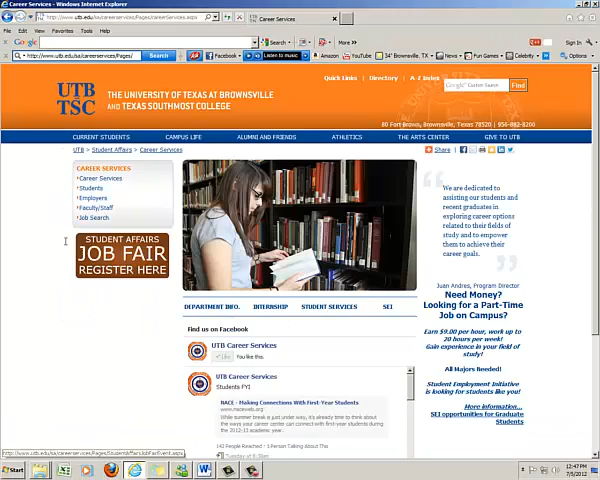 Career Services - Windows Internet Explorer
http://www.utb.edu/sa/careerservices/Pages/careerservices.aspx
Career Services
File Edit View Favorites Tools Help
Google Search More >> Sign In
http://www.utb.edu/sa/careerservices/Pages/ Search Facebook Listen to music Amazon YouTube 34° Brownsville, TX News Fun Games Celebrity Options
Quick Links | Directory | A-Z Index Google Custom Search Find
UTB
TSC
THE UNIVERSITY OF TEXAS AT BROWNSVILLE
AND TEXAS SOUTHMOST COLLEGE
80 Fort Brown, Brownsville, Texas 78520 | 956-882-8200
CURRENT STUDENTS CAMPUS LIFE ALUMNI AND FRIENDS ATHLETICS THE ARTS CENTER GIVE TO UTB
UTB > Student Affairs > Career Services
Share
CAREER SERVICES
Career Services
Students
Employers
Faculty/Staff
Job Search
STUDENT AFFAIRS
JOB FAIR
REGISTER HERE
We are dedicated to
assisting our students and
recent graduates in
exploring career options
related to their fields of
study and to empower
them to achieve their
career goals.
Juan Andres, Program Director
Need Money?
Looking for a Part-Time
Job on Campus?
Earn $9.00 per hour, work up to
20 hours per week!
Gain experience in your field of
study!
All Majors Needed!
Student Employment Initiative
is looking for students like you!
More information...
SEI opportunities for Graduate
Students
DEPARTMENT INFO. INTERNSHIP STUDENT SERVICES SEI
Find us on Facebook
UTB Career Services
Like You like this.
UTB Career Services
Students FYI
NACE - Making Connections With First-Year Students
www.naceweb.org
While summer break is just under way, it's already time to think about
the ways your career center can connect with first-year students during
the 2012-13 academic year.
142 People Reached · 1 Person Talking About This
Tuesday at 8:38am
http://www.utb.edu/sa/careerservices/Pages/StudentAffairsJobFairEvent.aspx
Start
12:47 PM
7/5/2012